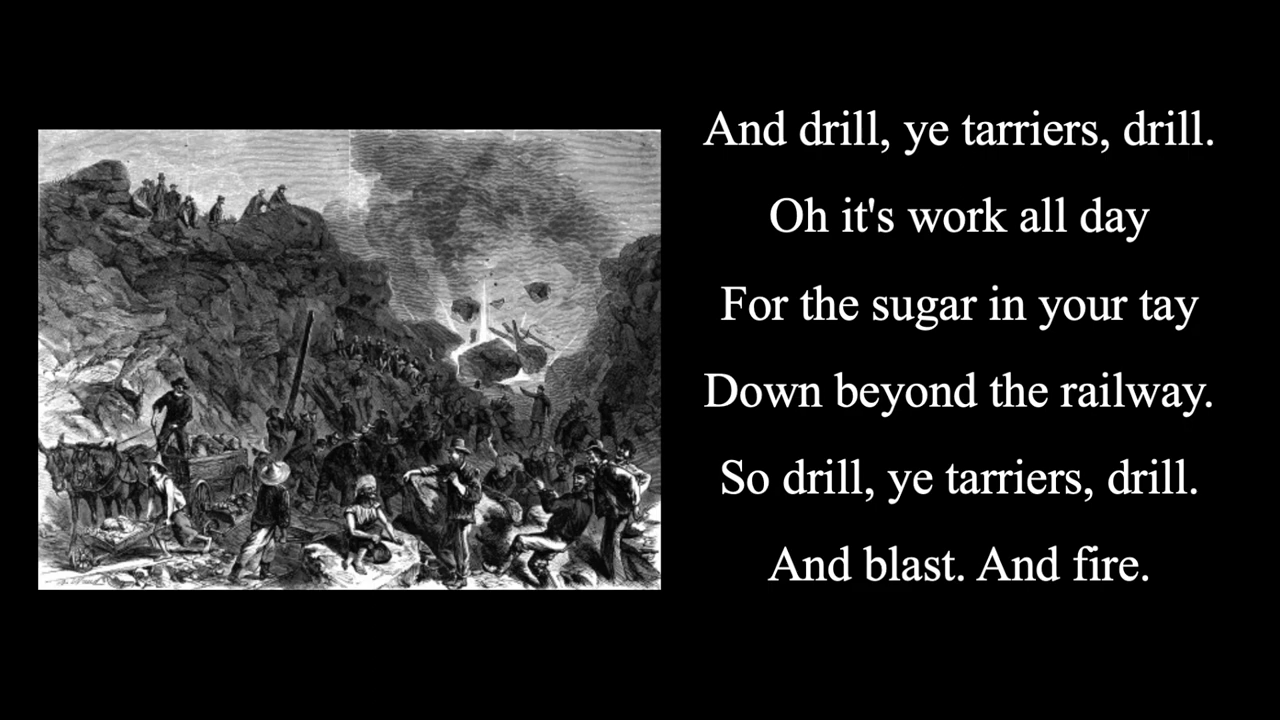 And drill, ye tarriers, drill.
Oh it's work all day
For the sugar in your tay
Down beyond the railway.
So drill, ye tarriers, drill.
And blast. And fire.